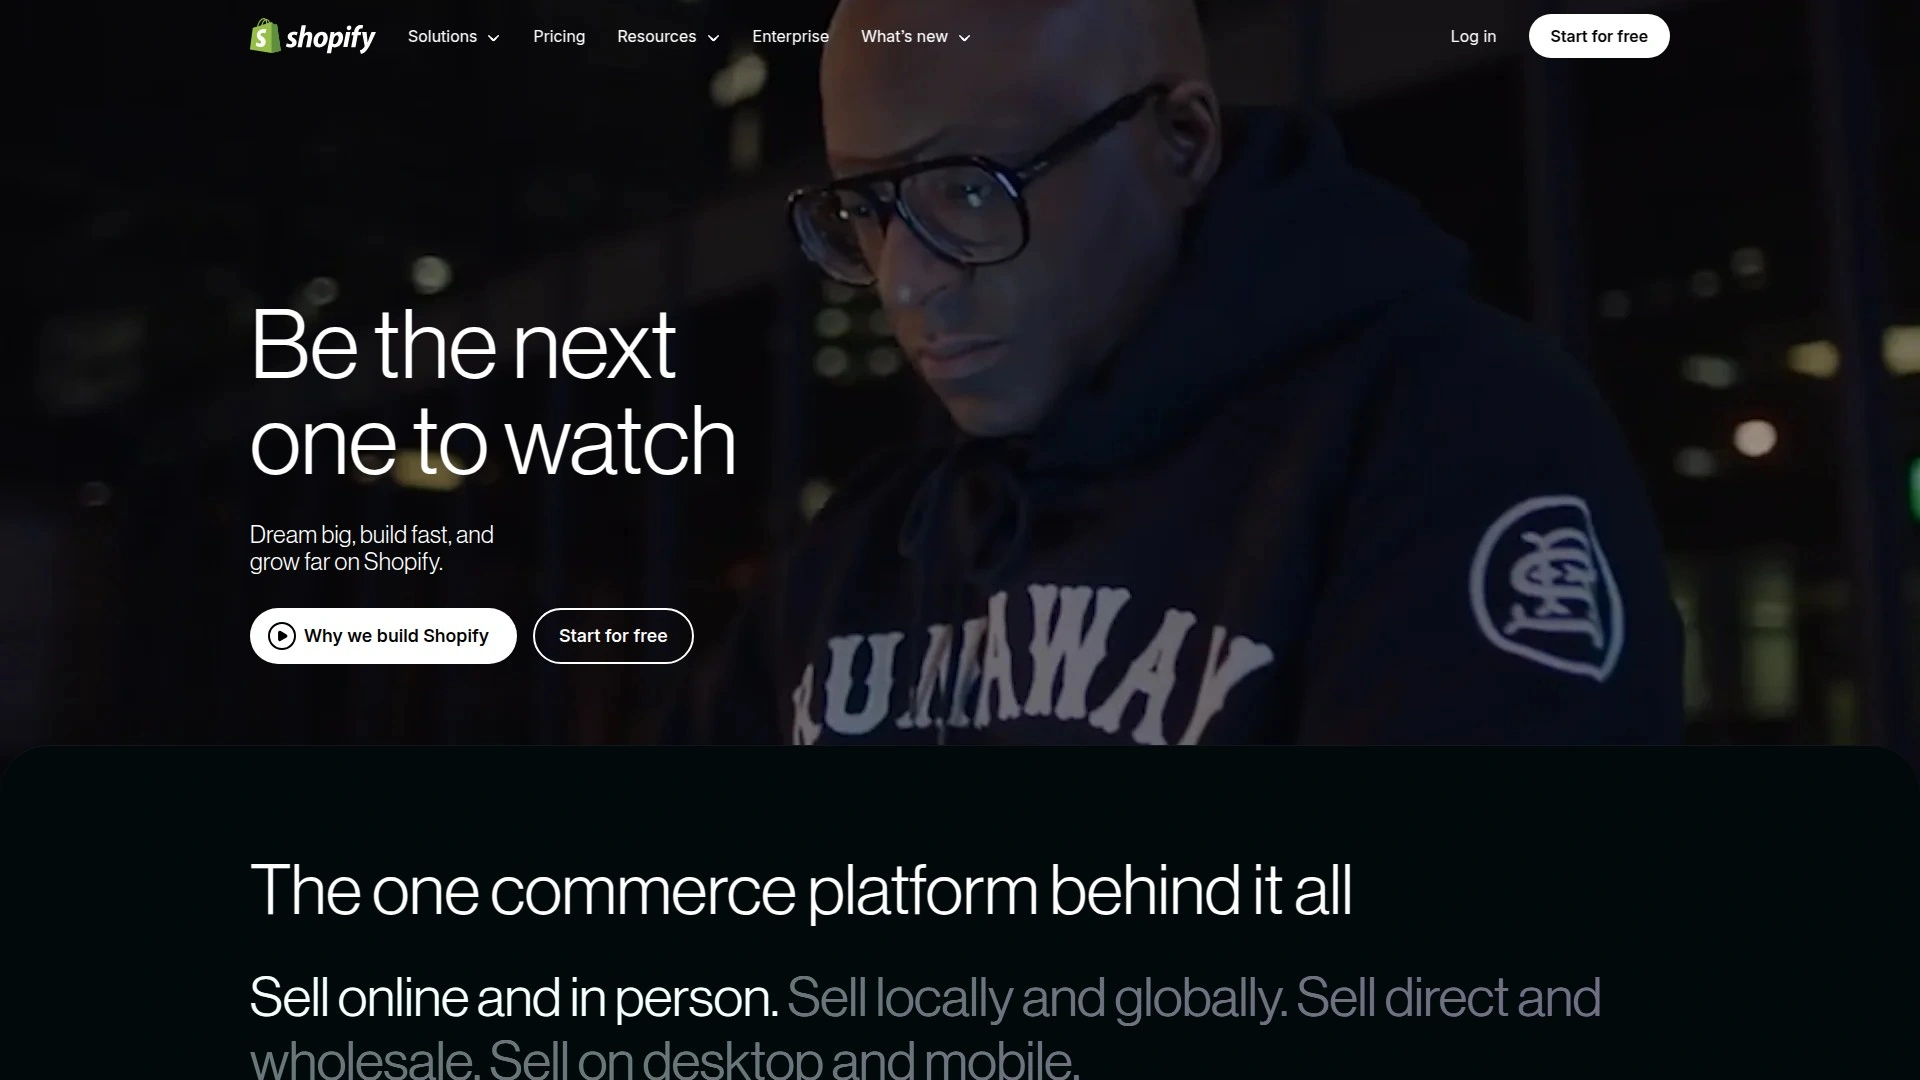 shopify
Solutions
Pricing
Resources
Enterprise
What's new
Log in
Start for free
Be the next
one to watch
Dream big, build fast, and
grow far on Shopify.
Why we build Shopify
Start for free
RUNAWAY
The one commerce platform behind it all
Sell online and in person. Sell locally and globally. Sell direct and
wholesale. Sell on desktop and mobile.